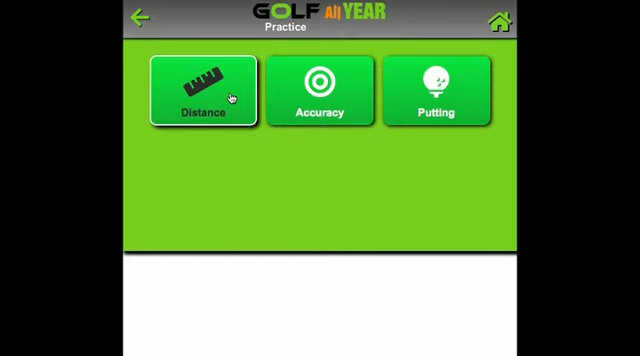 GOLF All YEAR
Practice
Distance
Accuracy
Putting